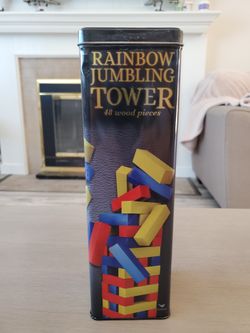 RAINBOW
JUMBLING
TOWER
48 wood pieces